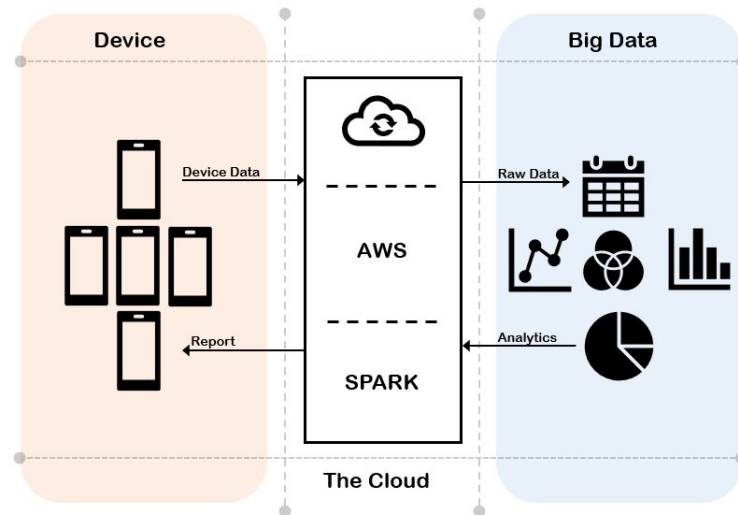 Device
Big Data
Device Data
Raw Data
AWS
Report
Analytics
SPARK
The Cloud